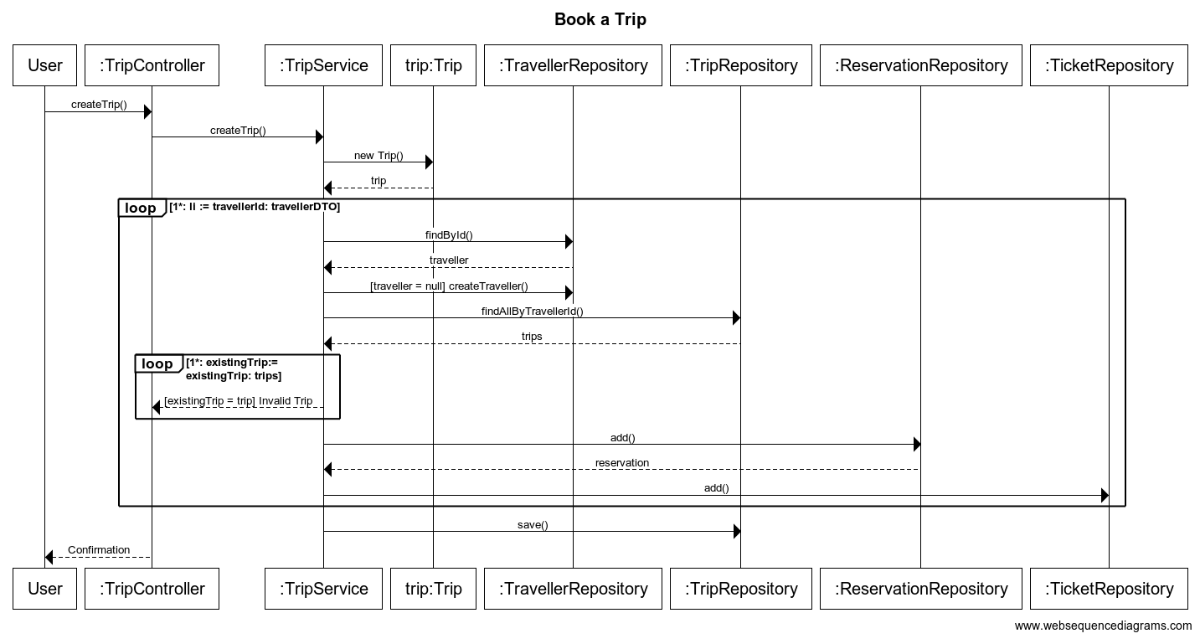 Book a Trip
User
:TripController
:TripService
trip:Trip
:TravellerRepository
:TripRepository
:ReservationRepository
:TicketRepository
createTrip()
createTrip()
new Trip()
trip
loop
[1*: li := travellerId: travellerDTO]
findById()
traveller
[traveller = null] createTraveller()
findAllByTravellerId()
trips
loop
[1*: existingTrip:=
existingTrip: trips]
[existingTrip = trip] Invalid Trip
add()
reservation
add()
save()
Confirmation
User
:TripController
:TripService
trip:Trip
:TravellerRepository
:TripRepository
:ReservationRepository
:TicketRepository
www.websequencediagrams.com